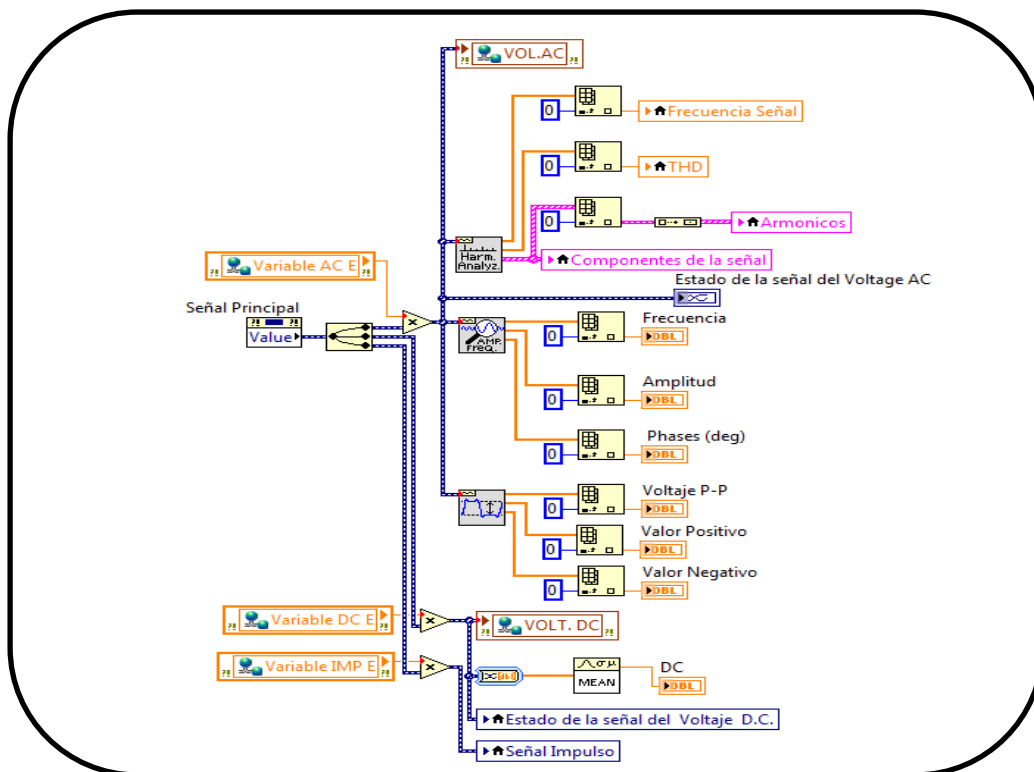 VOL.AC
0
Frecuencia Señal
0
THD
0
Armonicos
Harm.
Analyz.
Componentes de la señal
Variable AC E
Estado de la señal del Voltage AC
Señal Principal
Value
AMP
FREQ.
Frecuencia
0
DBL
Amplitud
0
DBL
Phases (deg)
0
DBL
Voltaje P-P
0
DBL
Valor Positivo
0
DBL
Valor Negativo
0
DBL
Variable DC E
VOLT. DC
Variable IMP E
MEAN
DC
DBL
Estado de la señal del Voltaje D.C.
Señal Impulso